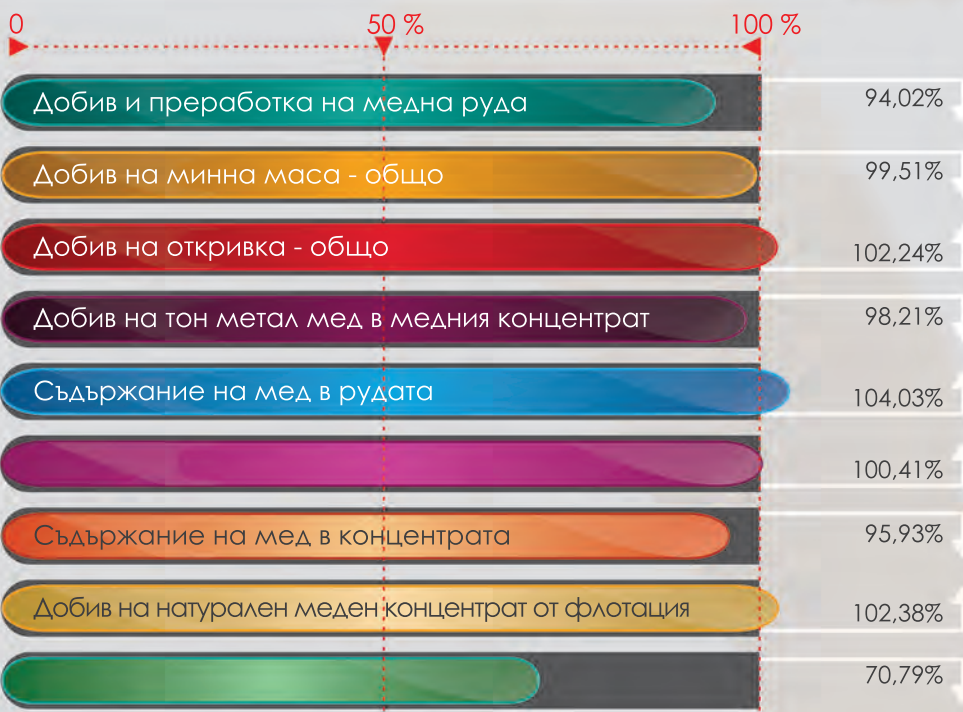 0 50 % 100 %
Добив и преработка на медна руда 94,02%
Добив на минна маса - общо 99,51%
Добив на откривка - общо 102,24%
Добив на тон метал мед в медния концентрат 98,21%
Съдържание на мед в рудата 104,03%
100,41%
Съдържание на мед в концентрата 95,93%
Добив на натурален меден концентрат от флотация 102,38%
70,79%